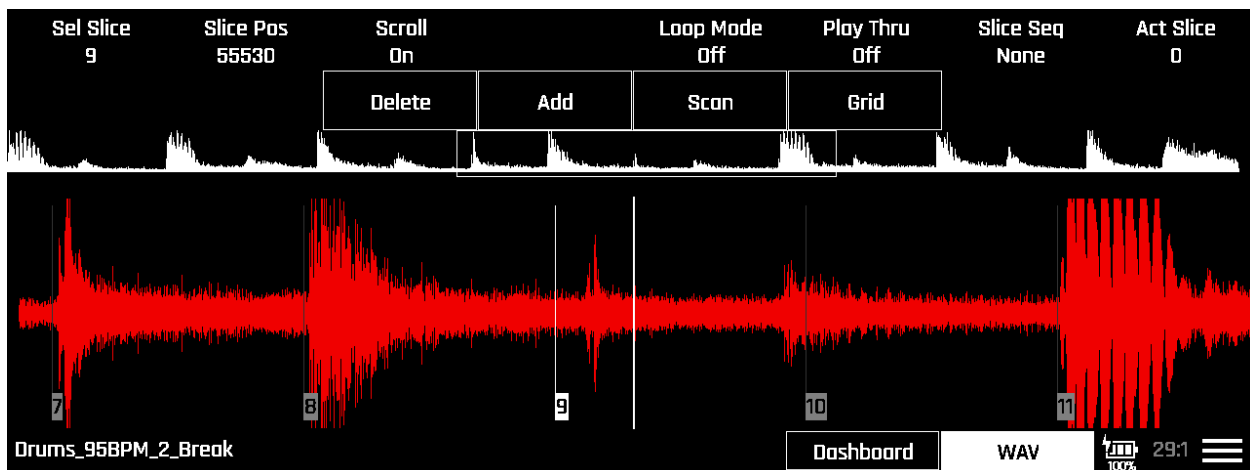 Sel Slice Slice Pos Scroll Loop Mode Play Thru Slice Seq Act Slice
9 55530 On Off Off None 0
Delete Add Scan Grid
7 8 9 10 11
Drums_95BPM_2_Break Dashboard WAV 100% 29:1